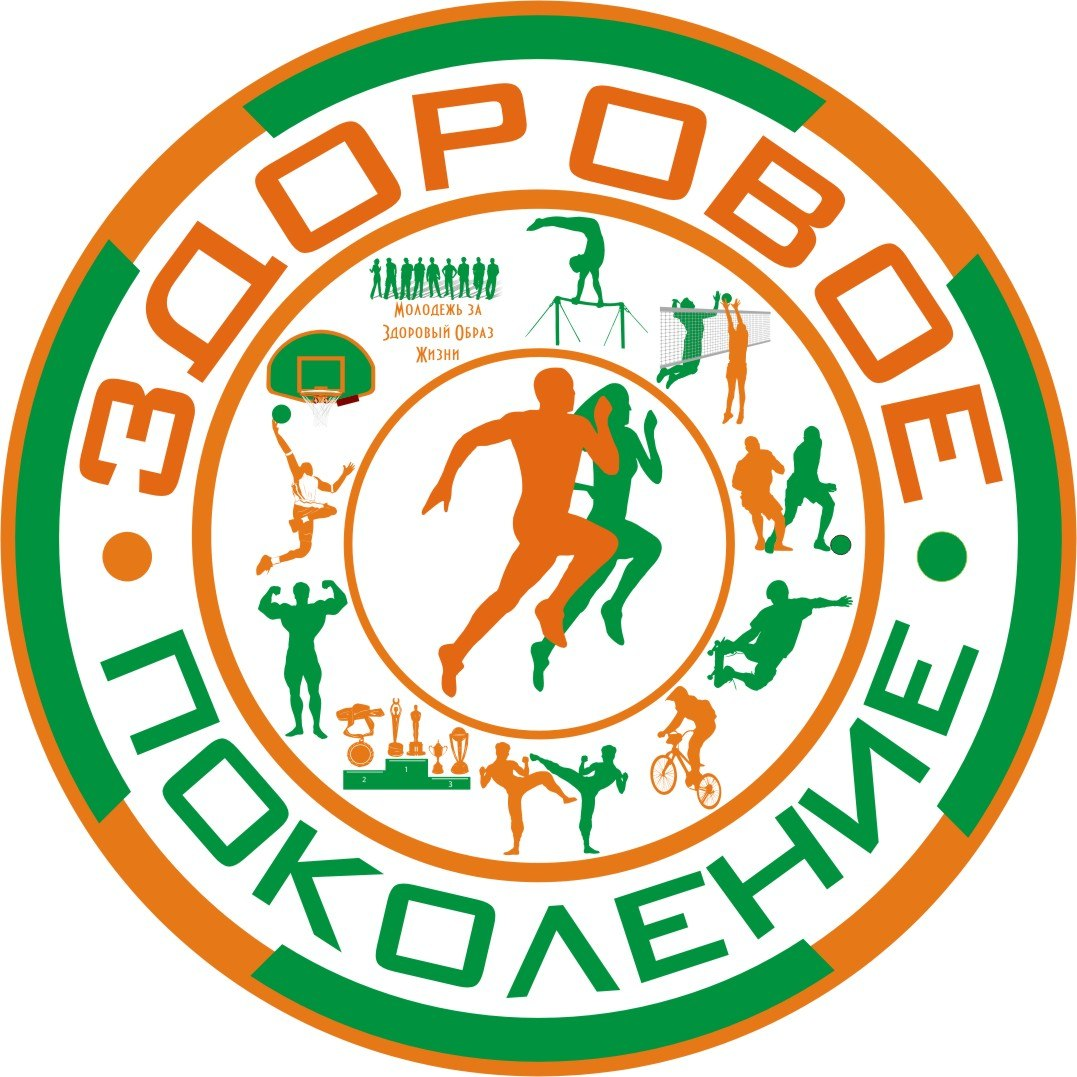 ЗДОРОВОЕ
Молодежь за
Здоровый Образ
Жизни
2 1 3
ПОКОЛЕНИЕ